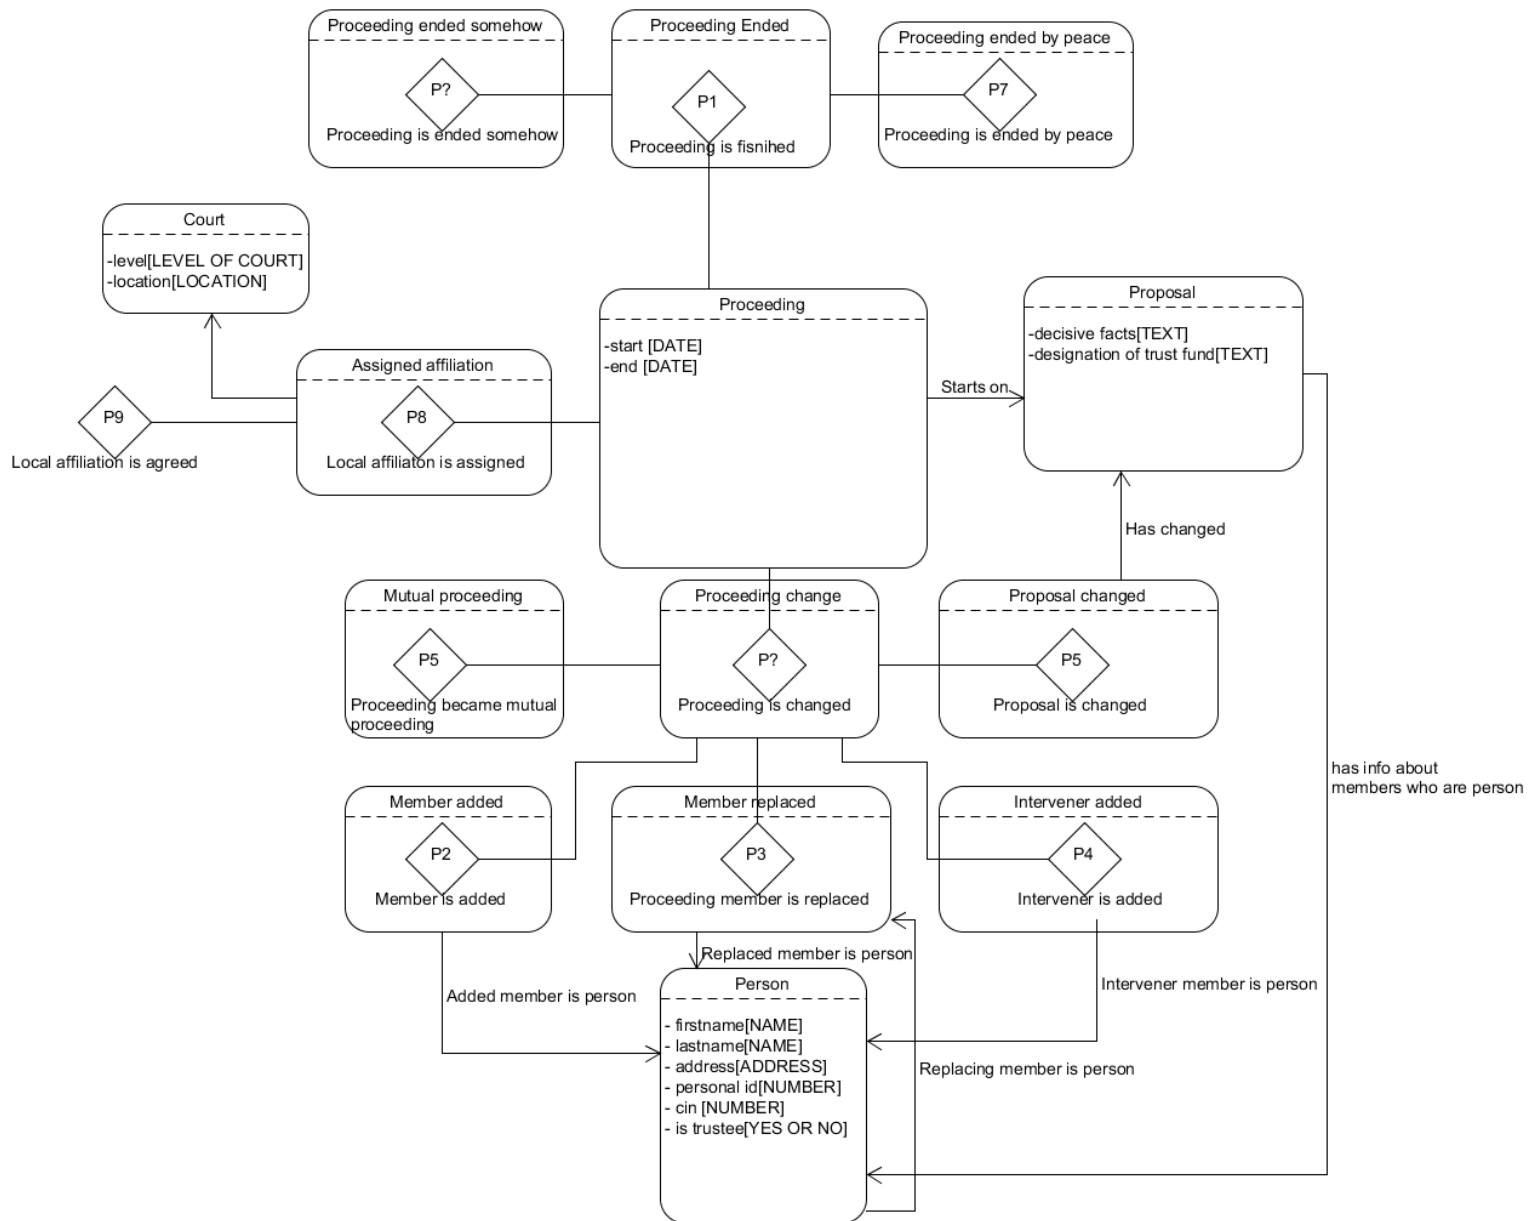 Proceeding ended somehow
P?
Proceeding is ended somehow
Proceeding Ended
P1
Proceeding is fisnihed
Proceeding ended by peace
P7
Proceeding is ended by peace
Court
-level[LEVEL OF COURT]
-location[LOCATION]
Assigned affiliation
P9
Local affiliation is agreed
P8
Local affiliaton is assigned
Proceeding
-start [DATE]
-end [DATE]
Starts on
Proposal
-decisive facts[TEXT]
-designation of trust fund[TEXT]
Has changed
Mutual proceeding
P5
Proceeding became mutual
proceeding
Proceeding change
P?
Proceeding is changed
Proposal changed
P5
Proposal is changed
has info about
members who are person
Member added
P2
Member is added
Member replaced
P3
Proceeding member is replaced
Intervener added
P4
Intervener is added
Added member is person
Replaced member is person
Intervener member is person
Replacing member is person
Person
- firstname[NAME]
- lastname[NAME]
- address[ADDRESS]
- personal id[NUMBER]
- cin [NUMBER]
- is trustee[YES OR NO]